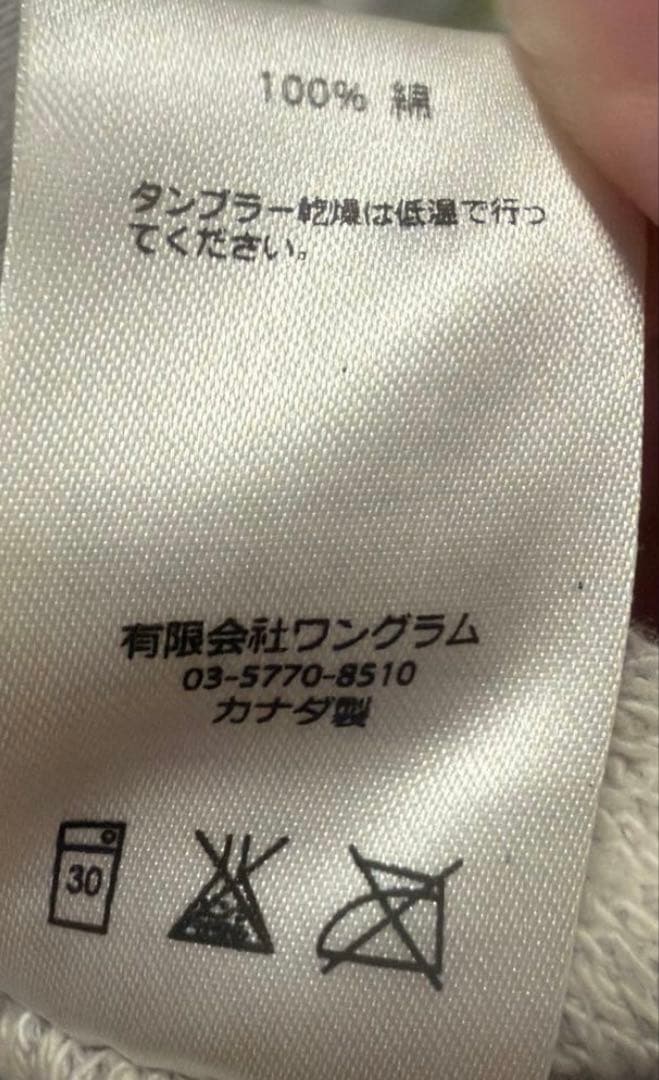 100% 綿
タンブラー乾燥は低温で行っ
てください。
有限会社ワングラム
03-5770-8510
カナダ製
30